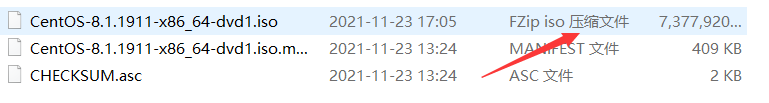 CentOS-8.1.1911-x86_64-dvd1.iso 2021-11-23 17:05 FZip iso 压缩文件 7,377,920...
CentOS-8.1.1911-x86_64-dvd1.iso.m... 2021-11-23 13:24 MANIFEST 文件 409 KB
CHECKSUM.asc 2021-11-23 13:24 ASC 文件 2 KB